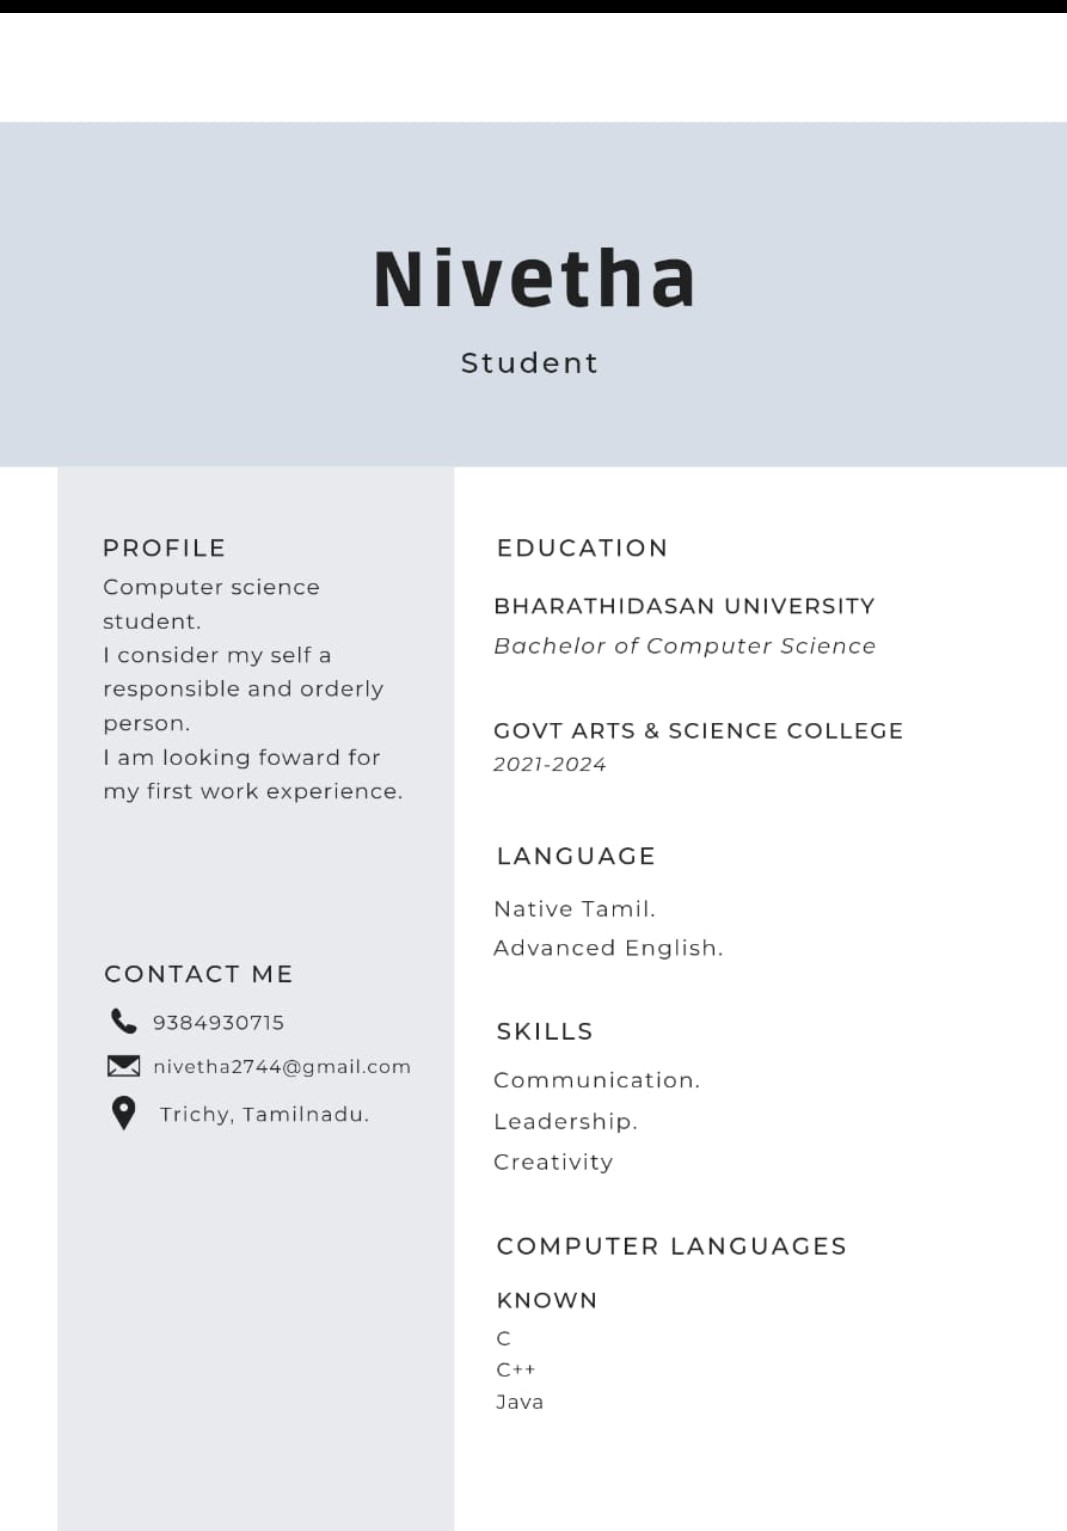 Nivetha
Student
PROFILE
Computer science
student.
I consider my self a
responsible and orderly
person.
I am looking foward for
my first work experience.
CONTACT ME
9384930715
nivetha2744@gmail.com
Trichy, Tamilnadu.
EDUCATION
BHARATHIDASAN UNIVERSITY
Bachelor of Computer Science
GOVT ARTS & SCIENCE COLLEGE
2021-2024
LANGUAGE
Native Tamil.
Advanced English.
SKILLS
Communication.
Leadership.
Creativity
COMPUTER LANGUAGES
KNOWN
C
C++
Java